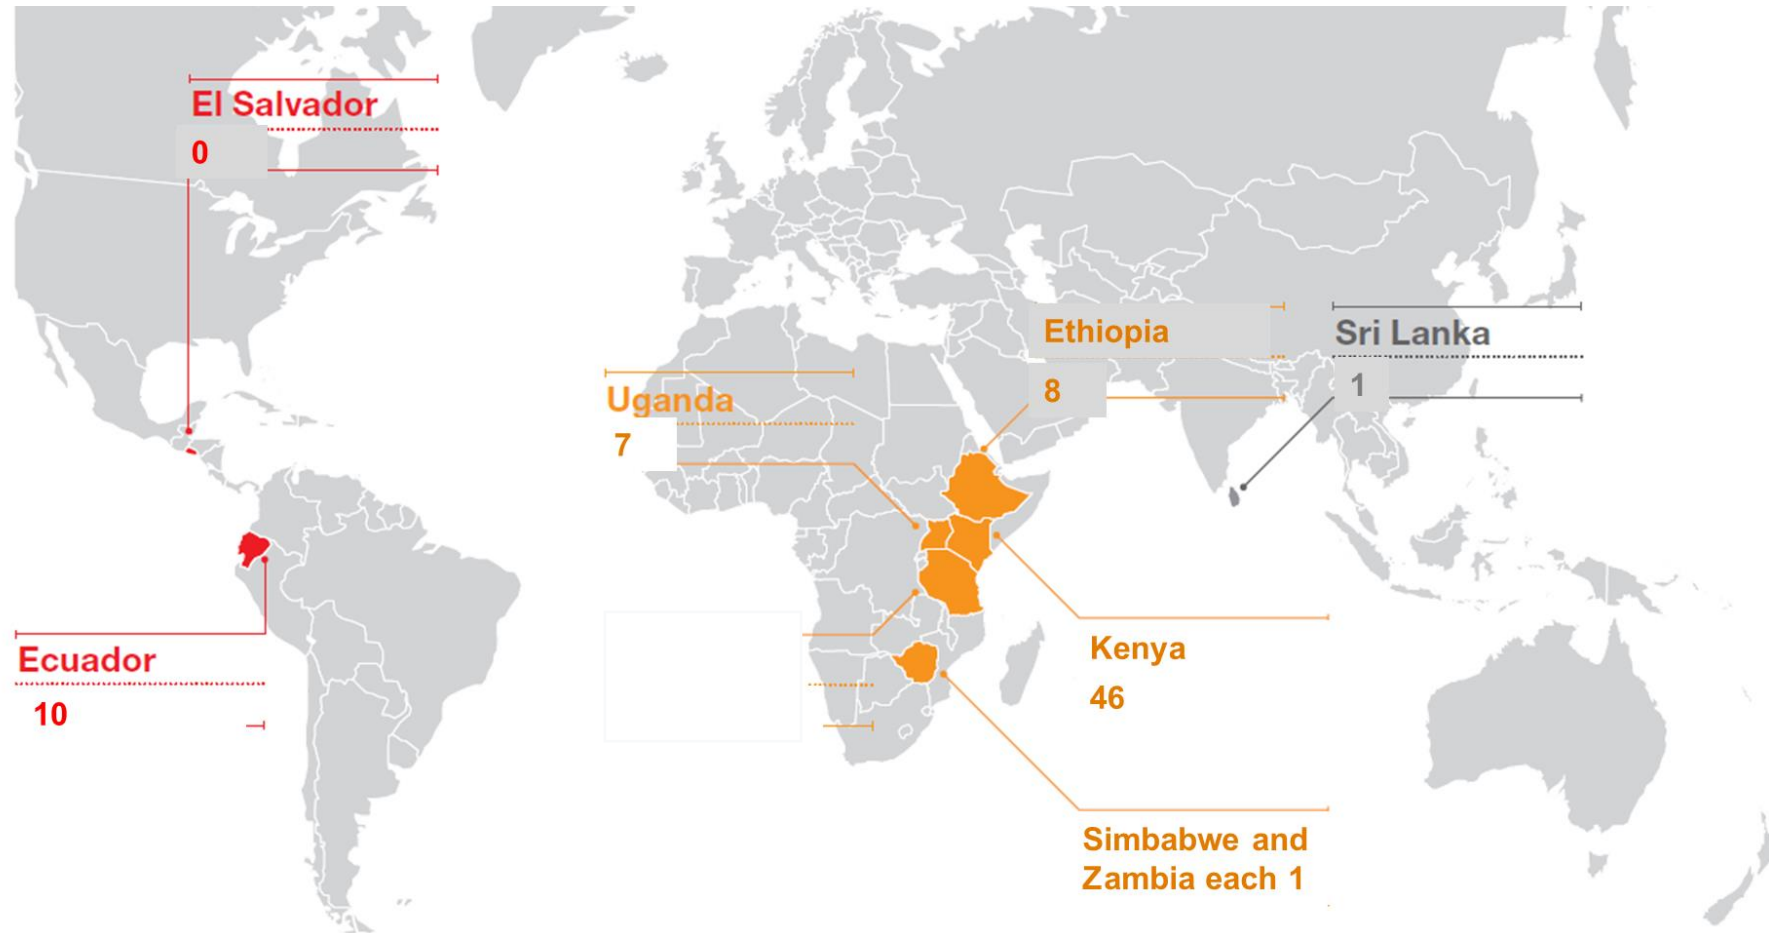 El Salvador
0
Ethiopia
8
Sri Lanka
1
Uganda
7
Ecuador
10
Kenya
46
Simbabwe and
Zambia each 1